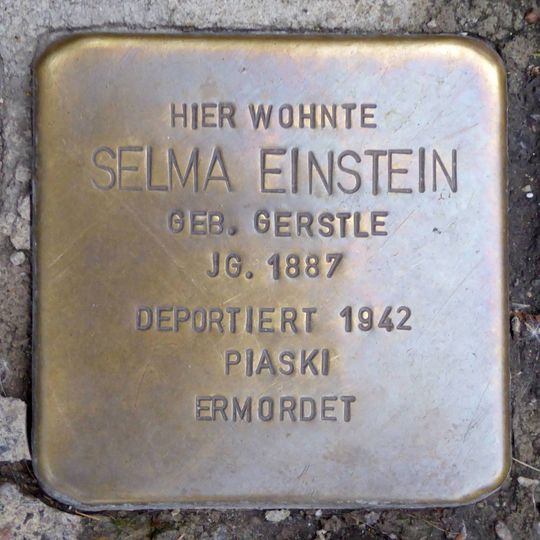 HIER WOHNTE
SELMA EINSTEIN
GEB. GERSTLE
JG. 1887
DEPORTIERT 1942
PIASKI
ERMORDET